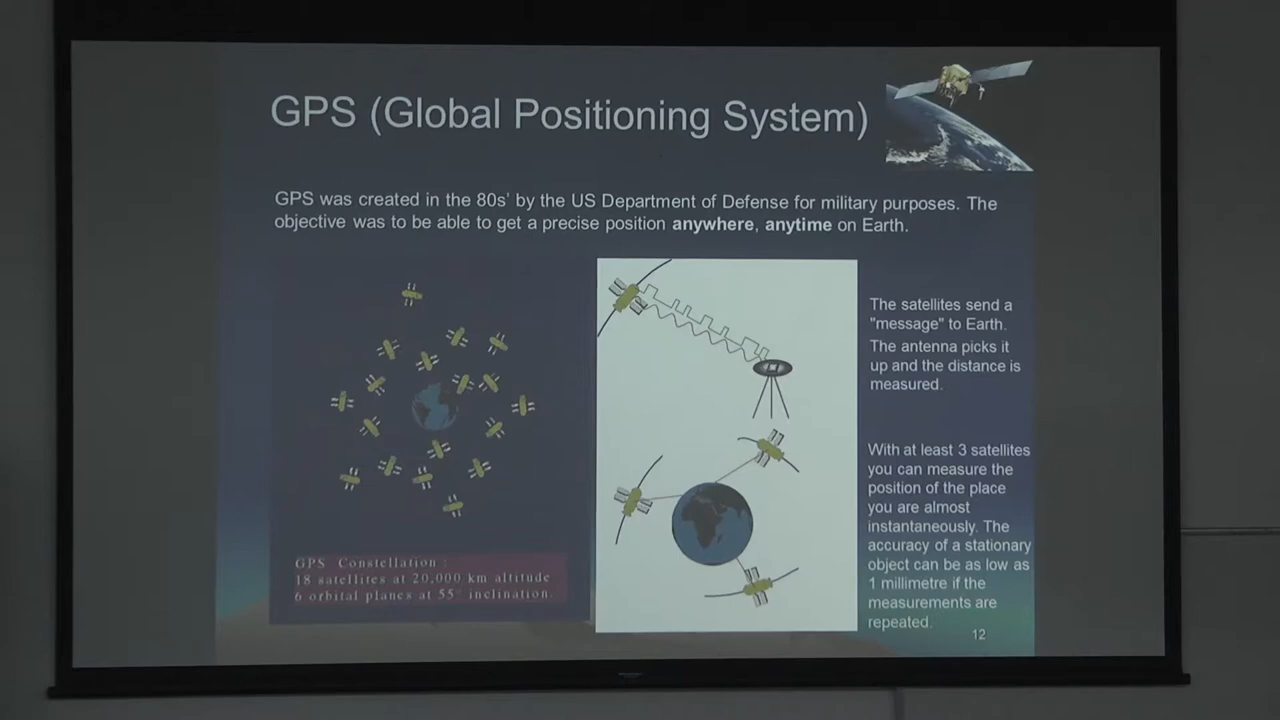 GPS (Global Positioning System)
GPS was created in the 80s' by the US Department of Defense for military purposes. The
objective was to be able to get a precise position anywhere, anytime on Earth.
The satellites send a
"message" to Earth.
The antenna picks it
up and the distance is
measured.
With at least 3 satellites
you can measure the
position of the place
you are almost
instantaneously. The
accuracy of a stationary
object can be as low as
1 millimetre if the
measurements are
repeated.
GPS Constellation :
18 satellites at 20,000 km altitude
6 orbital planes at 55° inclination.
12